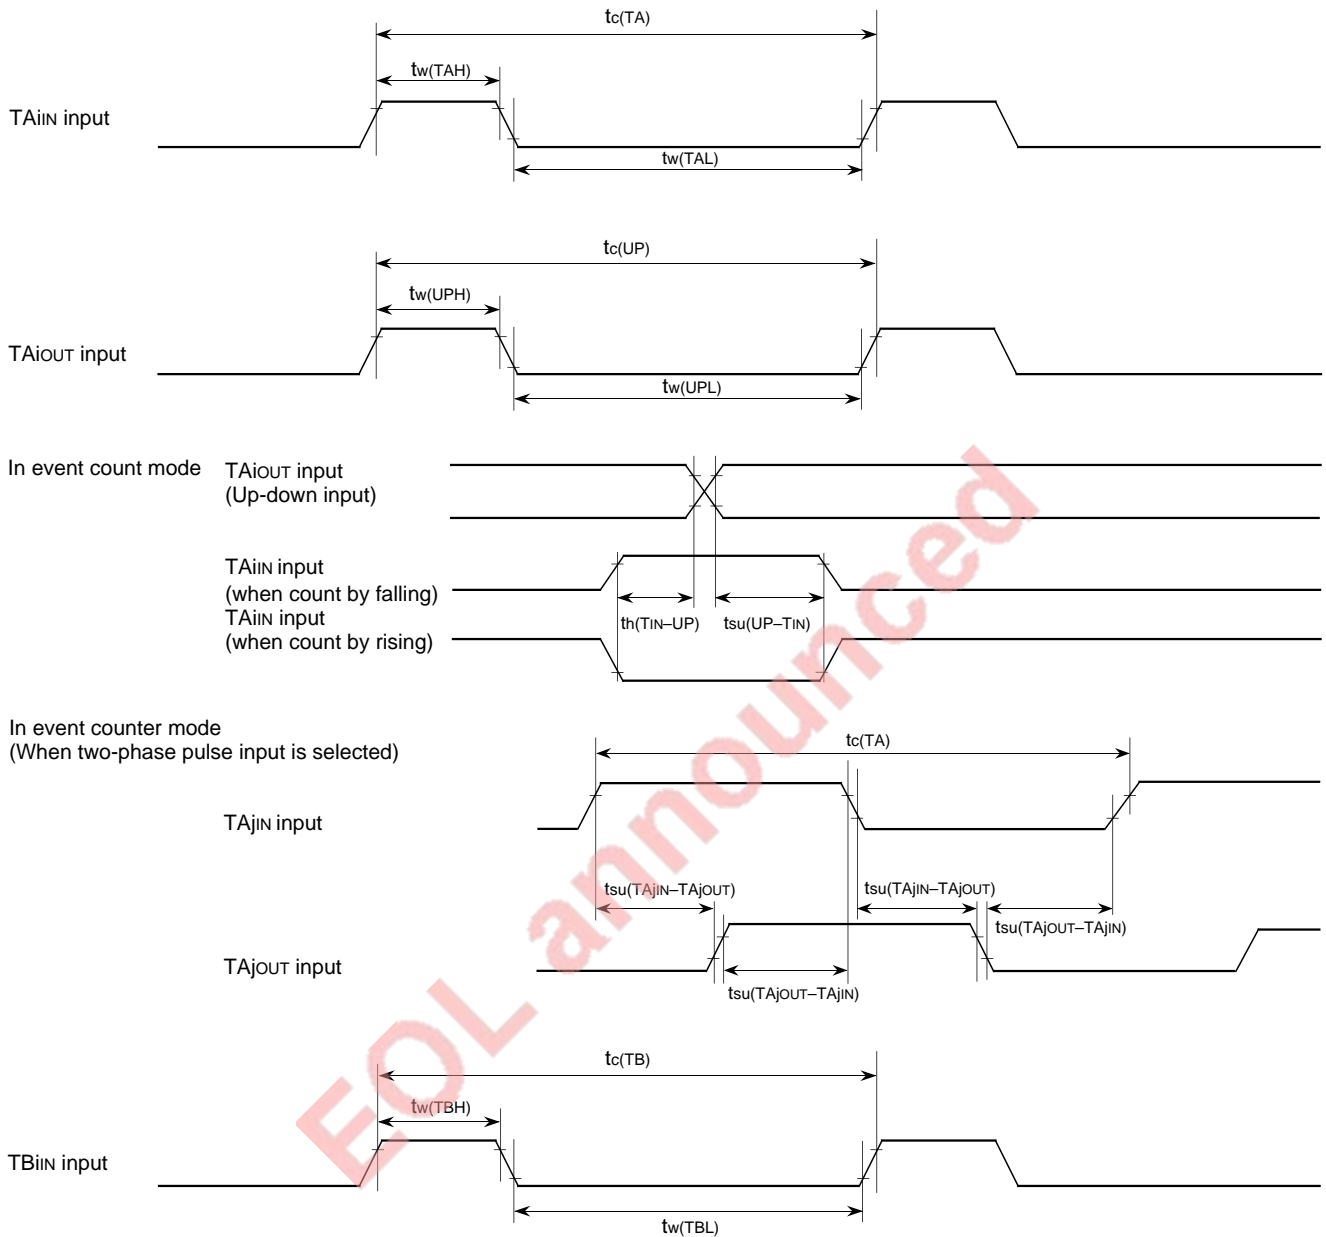 tc(TA)
tw(TAH)
TAiIN input
tw(TAL)
tc(UP)
tw(UPH)
TAiOUT input
tw(UPL)
In event count mode
TAiOUT input
(Up-down input)
TAiIN input
(when count by falling)
TAiIN input
(when count by rising)
th(TIN–UP)
tsu(UP–TIN)
In event counter mode
(When two-phase pulse input is selected)
tc(TA)
TAjIN input
tsu(TAjIN–TAjOUT)
tsu(TAjIN–TAjOUT)
tsu(TAjOUT–TAjIN)
TAjOUT input
tsu(TAjOUT–TAjIN)
tc(TB)
tw(TBH)
TBiIN input
tw(TBL)
EOL announced